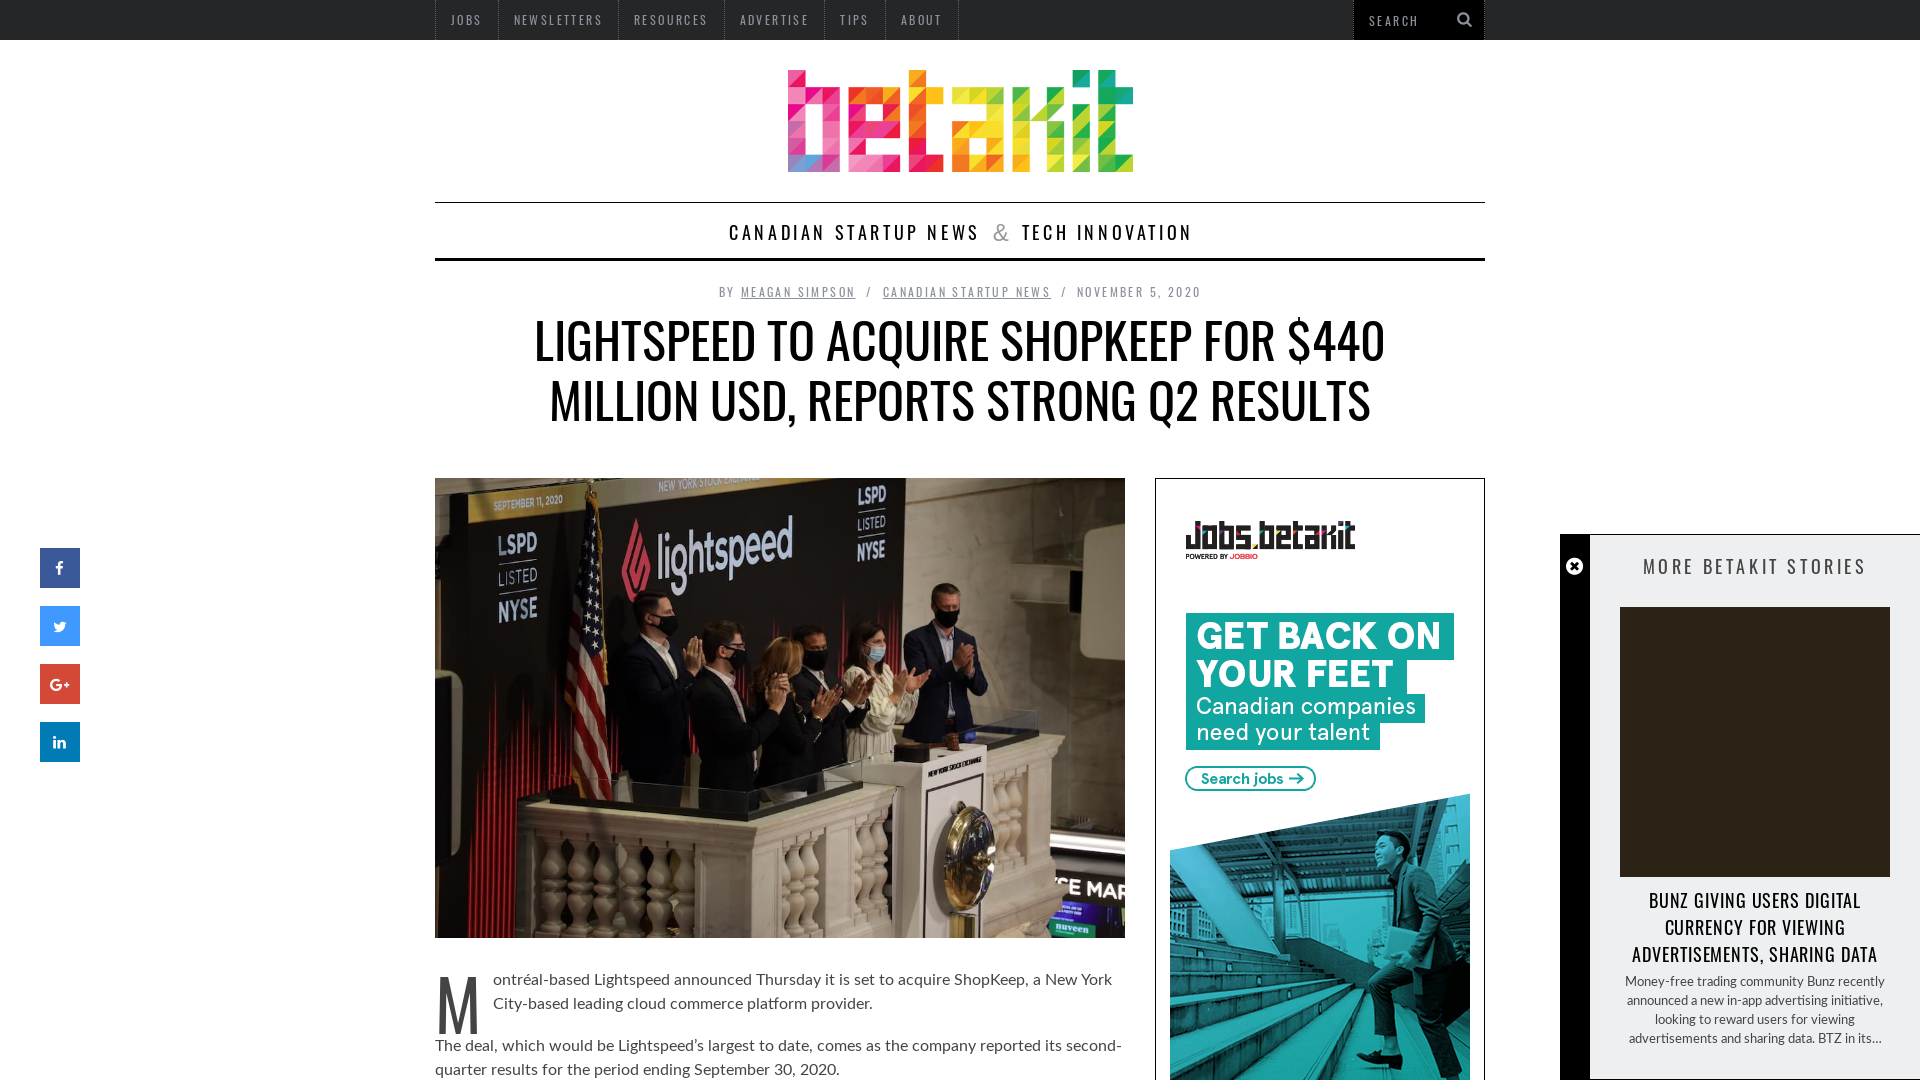 JOBS
NEWSLETTERS
RESOURCES
ADVERTISE
TIPS
ABOUT
SEARCH
betakit
CANADIAN STARTUP NEWS & TECH INNOVATION
BY MEAGAN SIMPSON / CANADIAN STARTUP NEWS / NOVEMBER 5, 2020
LIGHTSPEED TO ACQUIRE SHOPKEEP FOR $440
MILLION USD, REPORTS STRONG Q2 RESULTS
NEW YORK STOCK EXCHANGE
SEPTEMBER 11, 2020
LSPD
LISTED
NYSE
lightspeed
LSPD
LISTED
NYSE
NEW YORK STOCK EXCHANGE
YCE MAR
nuveen
Montréal-based Lightspeed announced Thursday it is set to acquire ShopKeep, a New York
City-based leading cloud commerce platform provider.
The deal, which would be Lightspeed’s largest to date, comes as the company reported its second-
quarter results for the period ending September 30, 2020.
Jobs.betakit
POWERED BY JOBBIO
GET BACK ON
YOUR FEET
Canadian companies
need your talent
Search jobs →
MORE BETAKIT STORIES
BUNZ GIVING USERS DIGITAL
CURRENCY FOR VIEWING
ADVERTISEMENTS, SHARING DATA
Money-free trading community Bunz recently
announced a new in-app advertising initiative,
looking to reward users for viewing
advertisements and sharing data. BTZ in its…